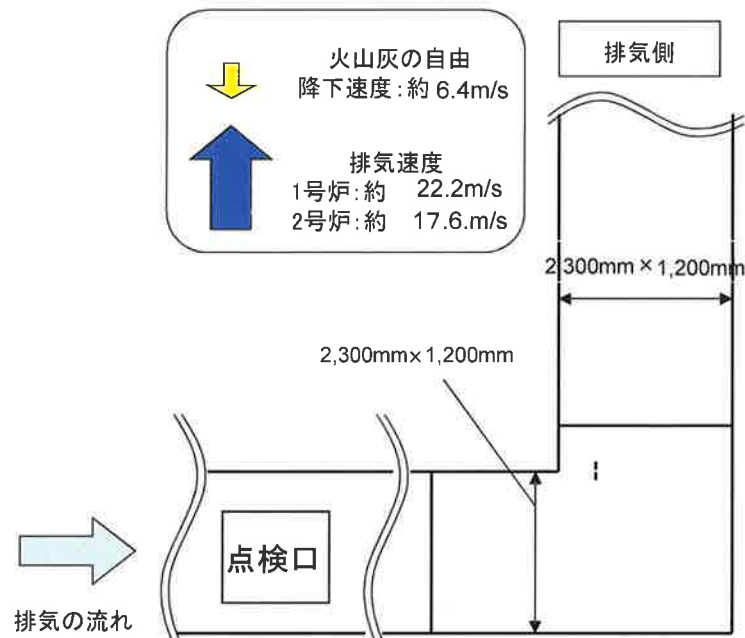 火山灰の自由
降下速度:約 6.4m/s
排気速度
1号炉:約 22.2m/s
2号炉:約 17.6.m/s
排気側
2,300mm×1,200mm
2,300mm×1,200mm
点検口
排気の流れ